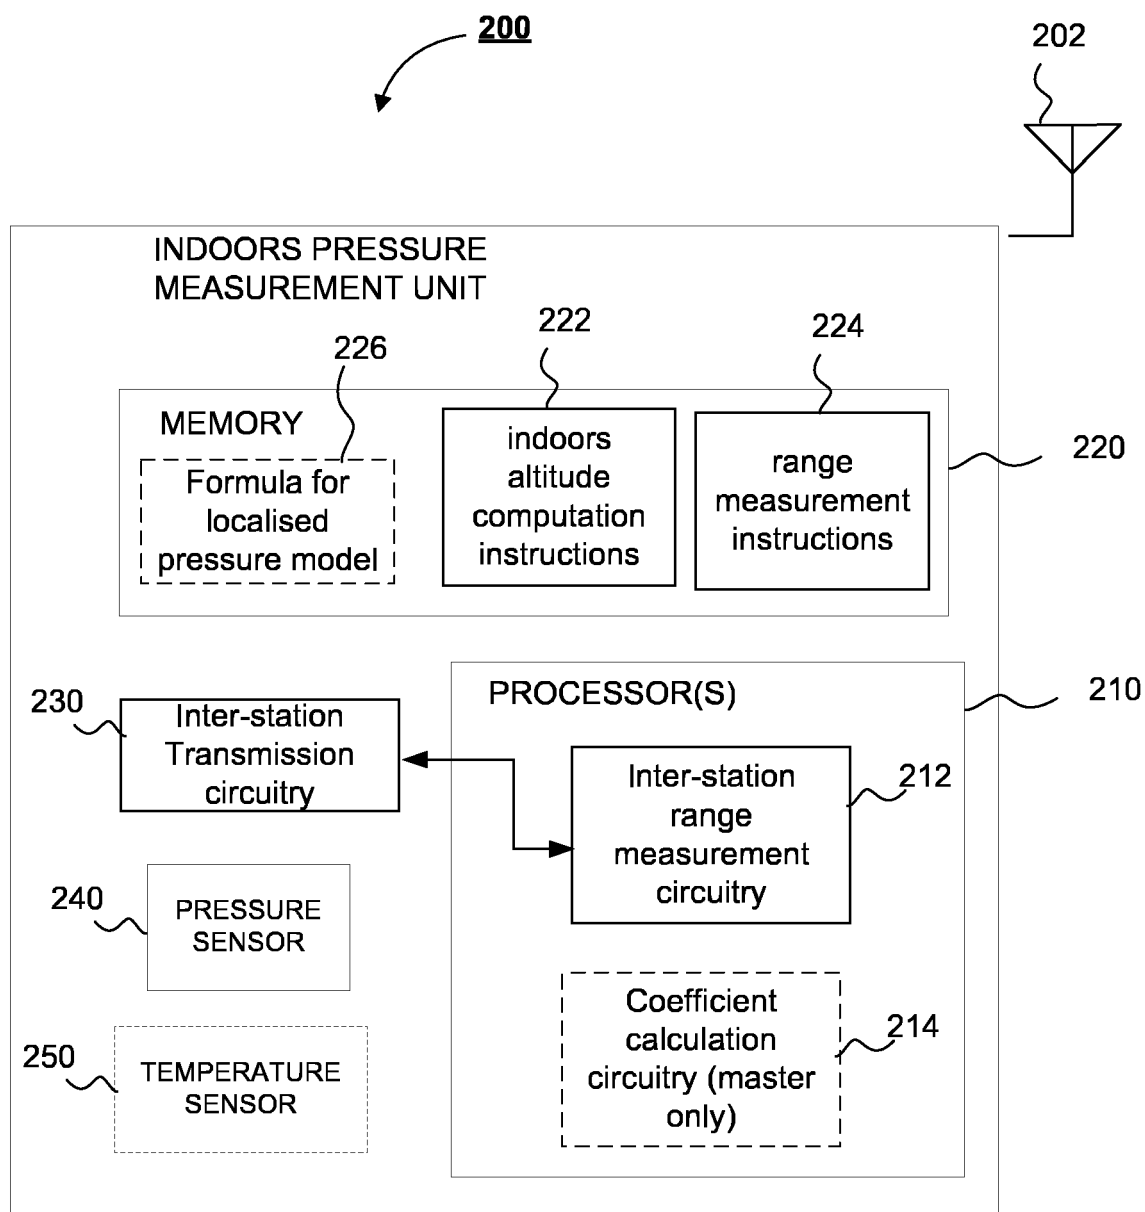 200
202
INDOORS PRESSURE
MEASUREMENT UNIT
222
224
226
MEMORY
Formula for
localised
pressure model
indoors
altitude
computation
instructions
range
measurement
instructions
220
230
Inter-station
Transmission
circuitry
PROCESSOR(S)
210
Inter-station
range
measurement
circuitry
212
240
PRESSURE
SENSOR
Coefficient
calculation
circuitry (master
only)
214
250
TEMPERATURE
SENSOR